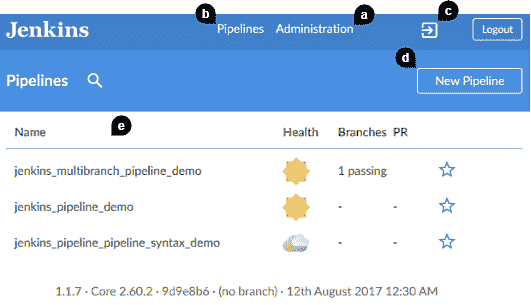 b a c
Jenkins Pipelines Administration Logout
d
Pipelines New Pipeline
e
Name Health Branches PR
jenkins_multibranch_pipeline_demo 1 passing
jenkins_pipeline_demo - -
jenkins_pipeline_pipeline_syntax_demo - -
1.1.7 · Core 2.60.2 · 9d9e8b6 · (no branch) · 12th August 2017 12:30 AM